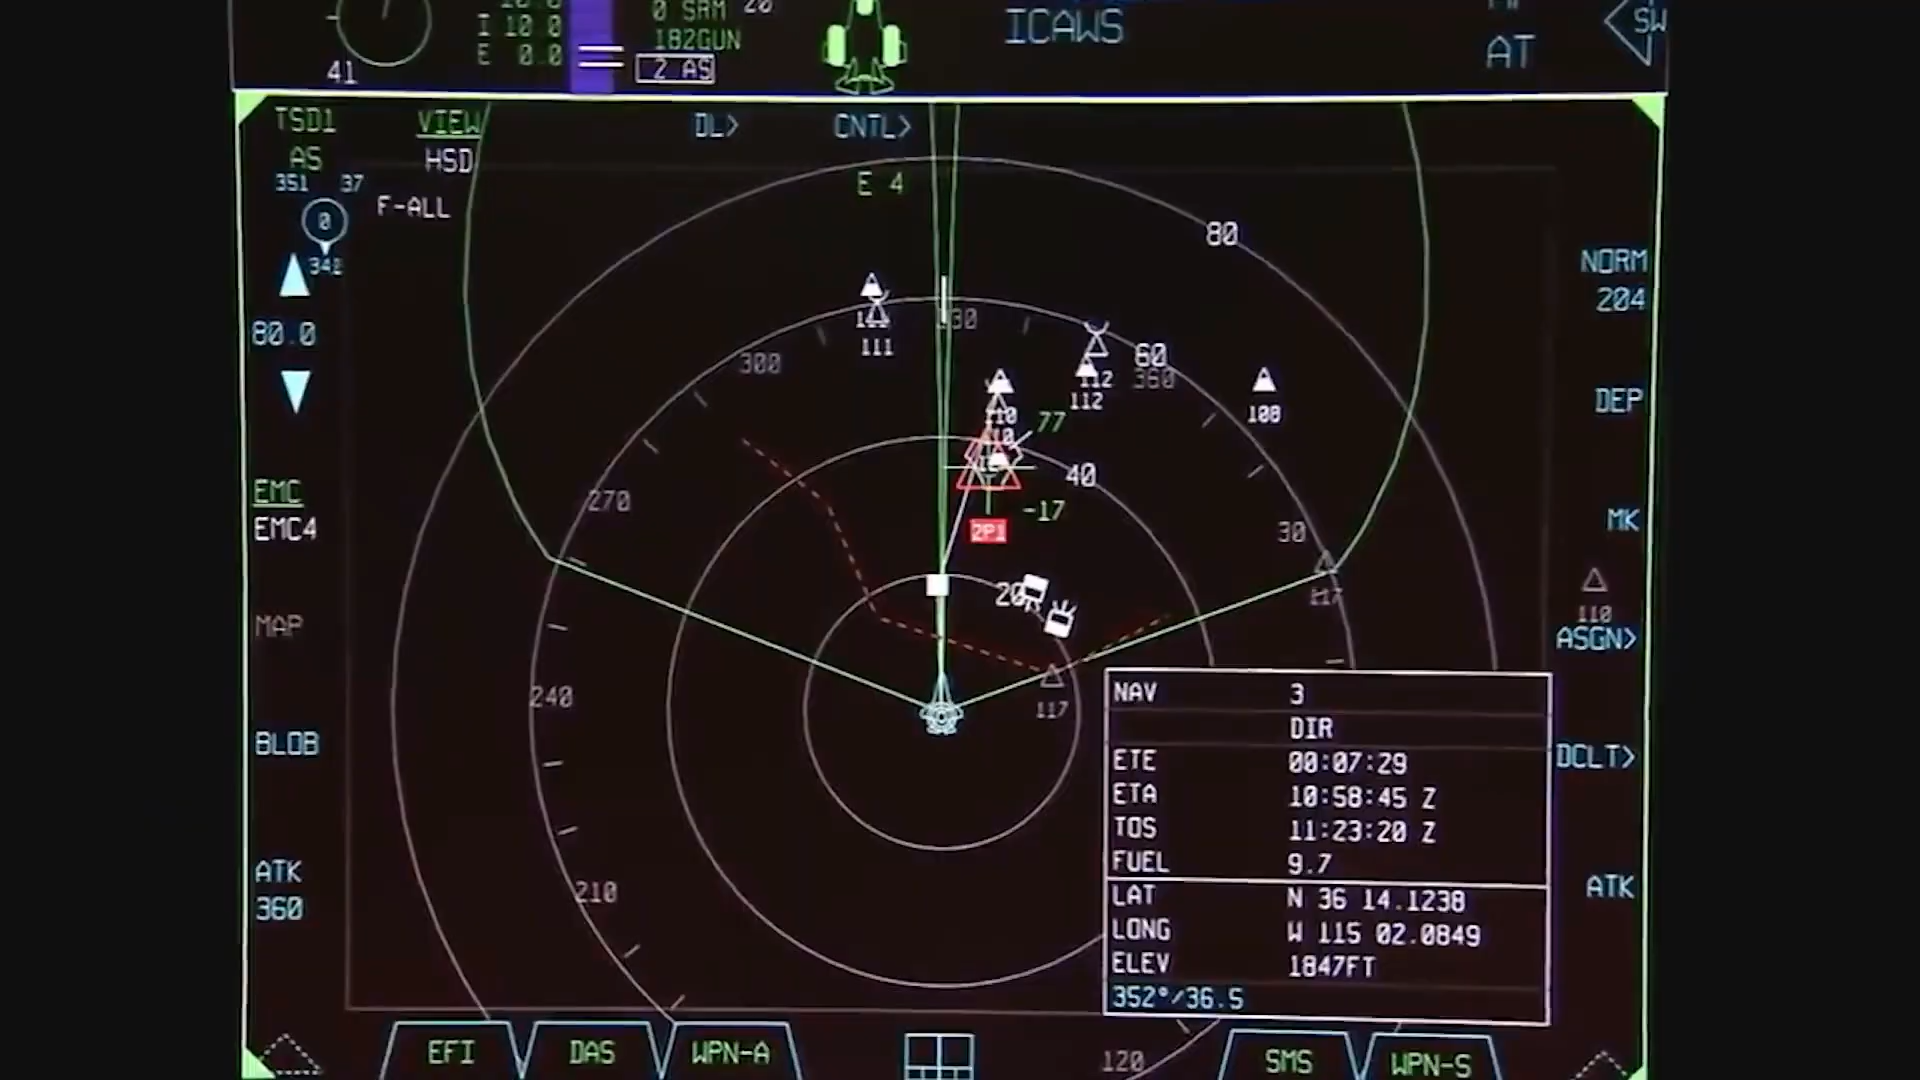 0 SRM 20
I 10.0
182GUN
E 0.0
2 AS
41
ICAWS
AT
SW
TSD1
VIEW
DL>
CNTL>
AS
HSD
351 37
E 4
F-ALL
0
80
NORM
204
80.0
330
111
300
60
360
112
112
108
DEP
110
77
40
EMC
EMC4
270
-17
2P1
30
MK
20
117
110
MAP
ASGN>
240
117
BLOB
DCLT>
NAV 3
DIR
ETE 00:07:29
ETA 10:58:45 Z
TOS 11:23:20 Z
FUEL 9.7
LAT N 36 14.1238
LONG W 115 02.0849
ELEV 1847FT
352°/36.5
ATK
360
210
ATK
EFI
DAS
WPN-A
120
SMS
WPN-S